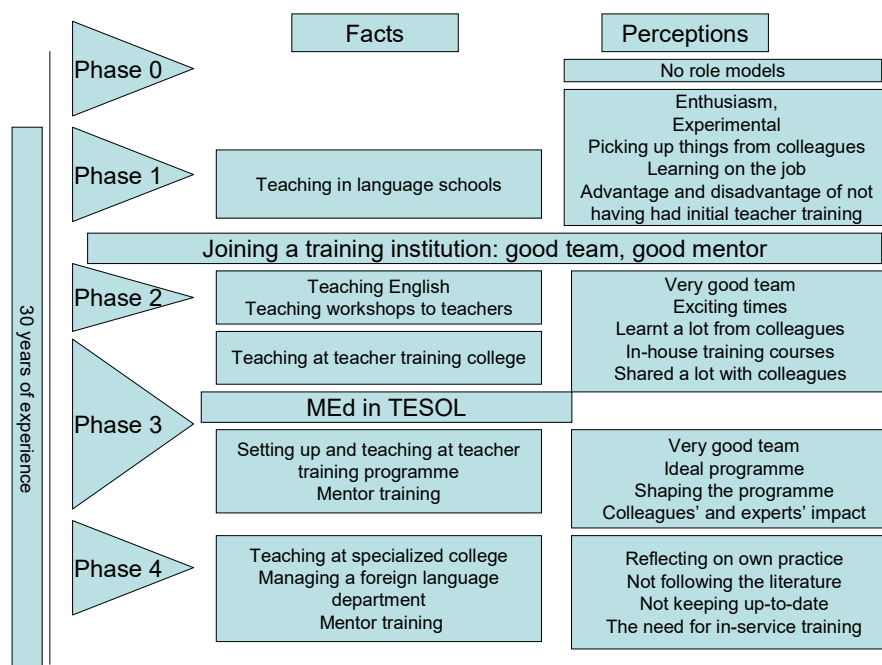 Facts
Perceptions
Phase 0
No role models
Enthusiasm,
Experimental
Picking up things from colleagues
Learning on the job
Advantage and disadvantage of not
having had initial teacher training
Phase 1
Teaching in language schools
Joining a training institution: good team, good mentor
Phase 2
Teaching English
Teaching workshops to teachers
Very good team
Exciting times
Learnt a lot from colleagues
In-house training courses
Shared a lot with colleagues
Teaching at teacher training college
30 years of experience
Phase 3
MEd in TESOL
Setting up and teaching at teacher
training programme
Mentor training
Very good team
Ideal programme
Shaping the programme
Colleagues’ and experts’ impact
Phase 4
Teaching at specialized college
Managing a foreign language
department
Mentor training
Reflecting on own practice
Not following the literature
Not keeping up-to-date
The need for in-service training